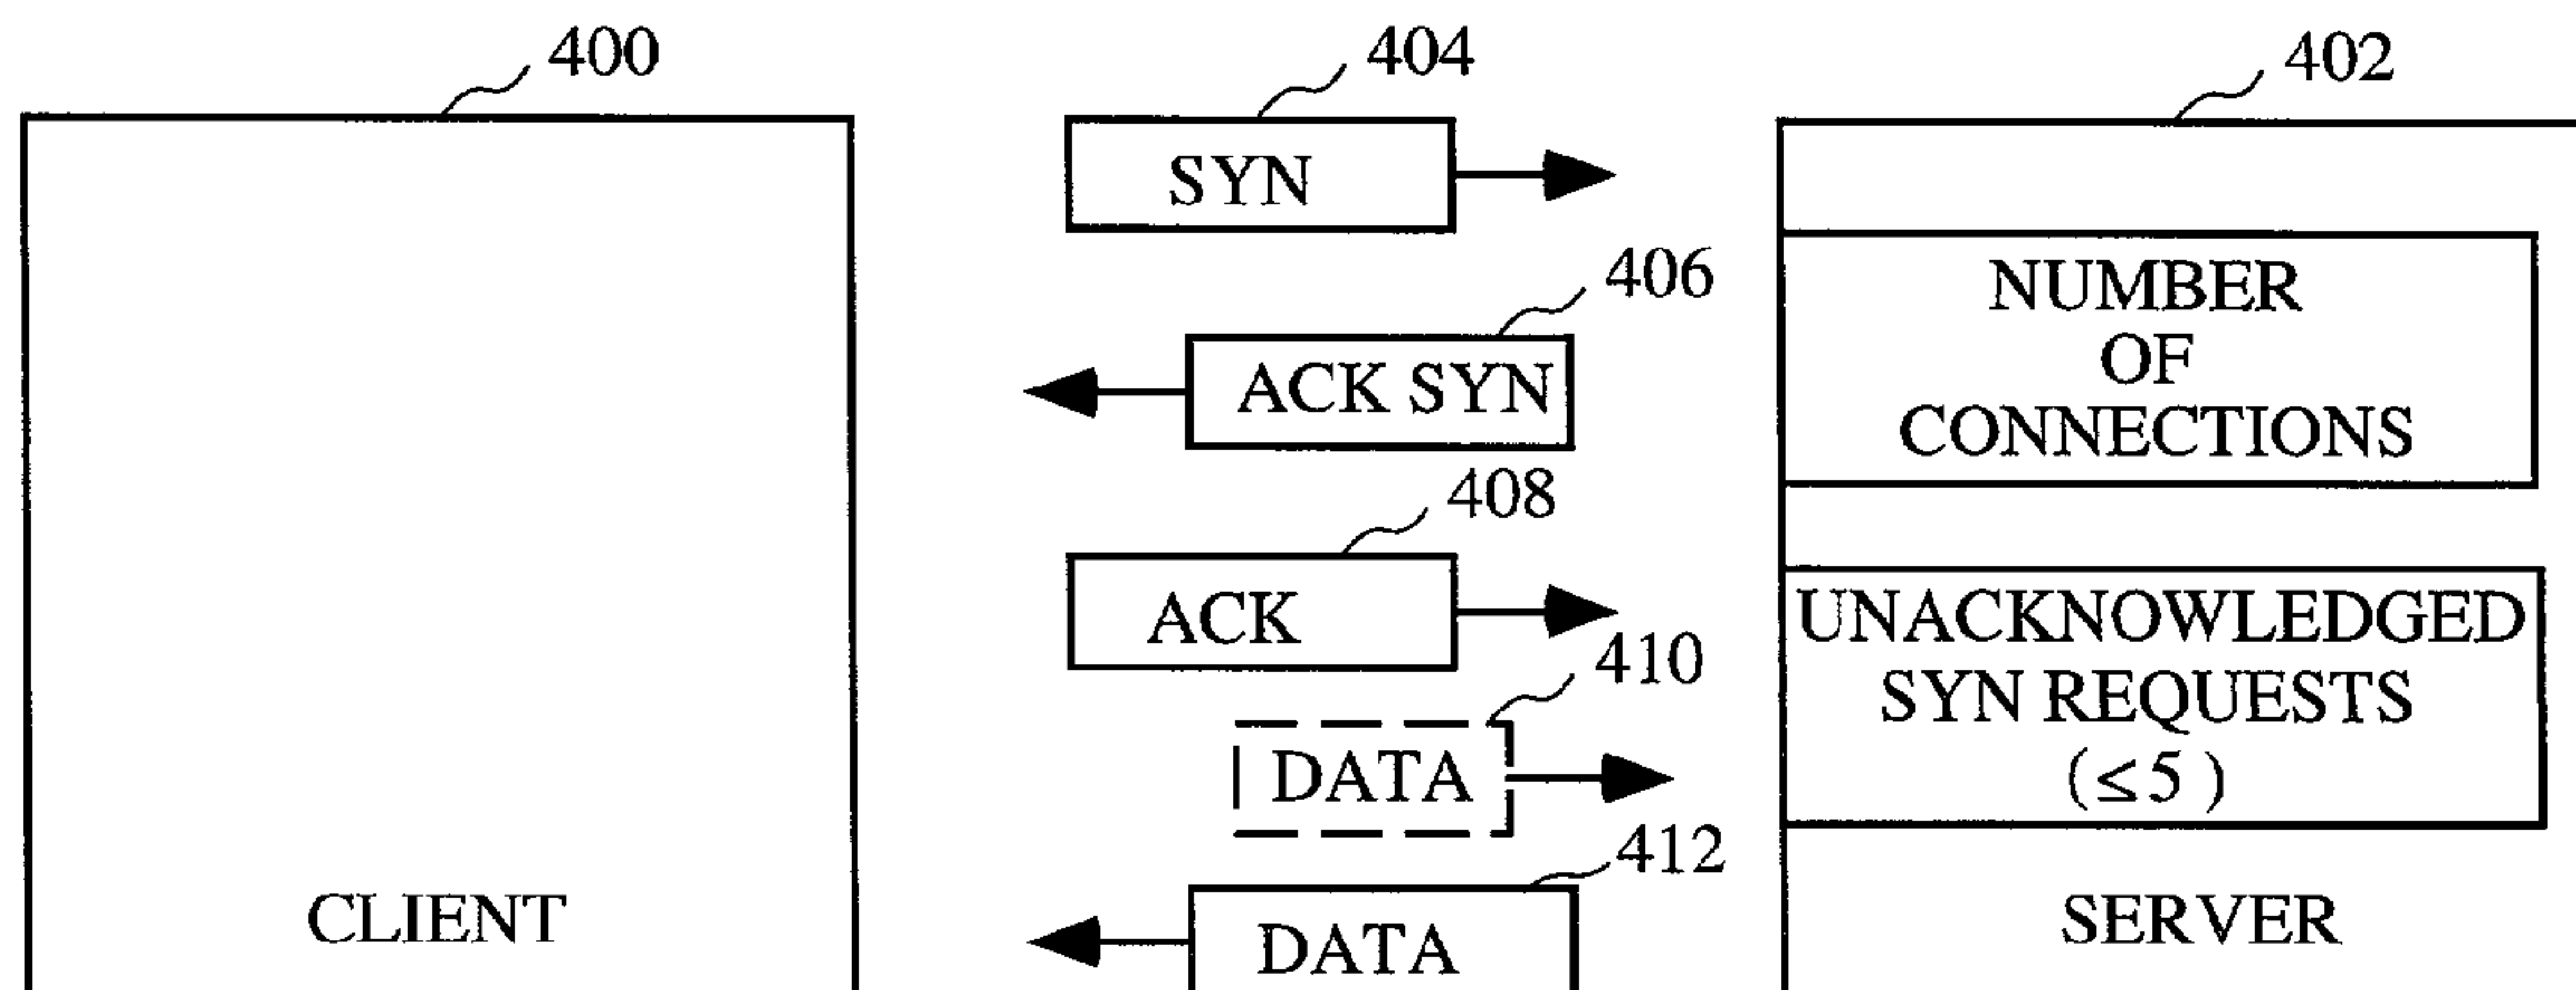 400
404
402
SYN
406
ACK SYN
NUMBER
OF
CONNECTIONS
408
ACK
410
UNACKNOWLEDGED
SYN REQUESTS
(≤5 )
DATA
412
CLIENT
DATA
SERVER